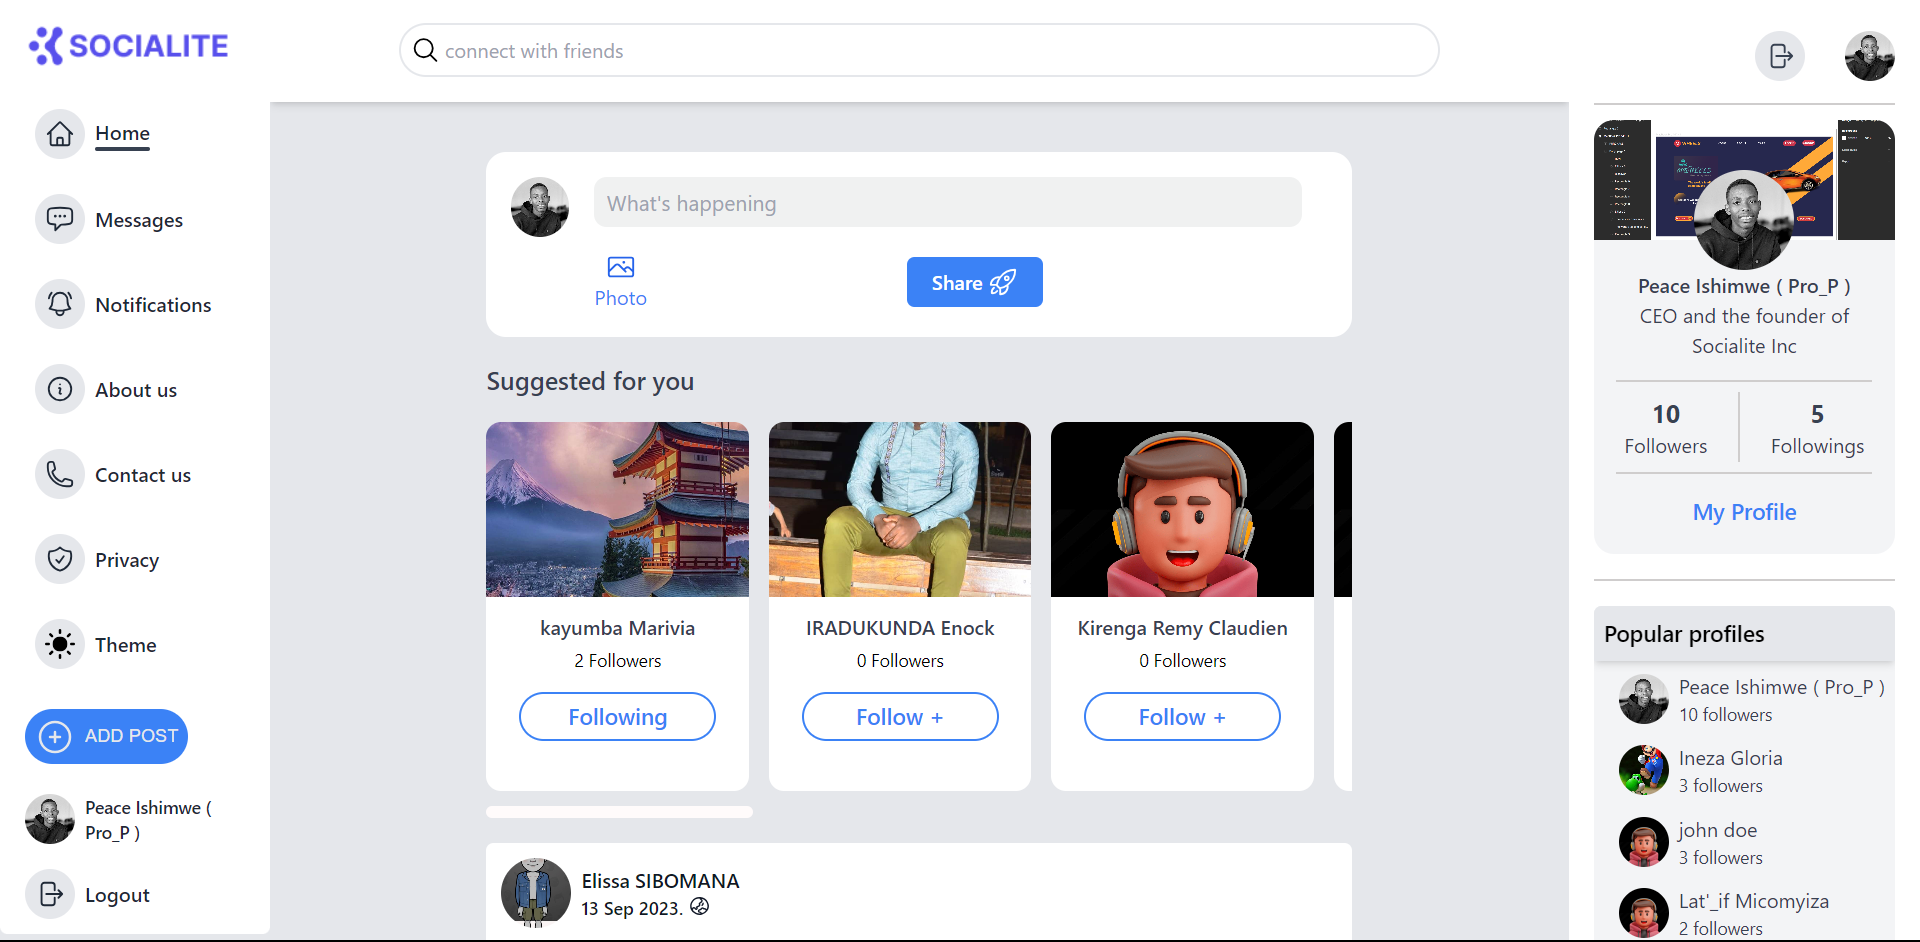 SOCIALITE
connect with friends
Home
Messages
Notifications
About us
Contact us
Privacy
Theme
ADD POST
Peace Ishimwe (
Pro_P )
Logout
What's happening
Photo
Share
Suggested for you
kayumba Marivia
2 Followers
Following
IRADUKUNDA Enock
0 Followers
Follow +
Kirenga Remy Claudien
0 Followers
Follow +
Elissa SIBOMANA
13 Sep 2023.
Peace Ishimwe ( Pro_P )
CEO and the founder of
Socialite Inc
10
Followers
5
Followings
My Profile
Popular profiles
Peace Ishimwe ( Pro_P )
10 followers
Ineza Gloria
3 followers
john doe
3 followers
Lat'_if Micomyiza
2 followers